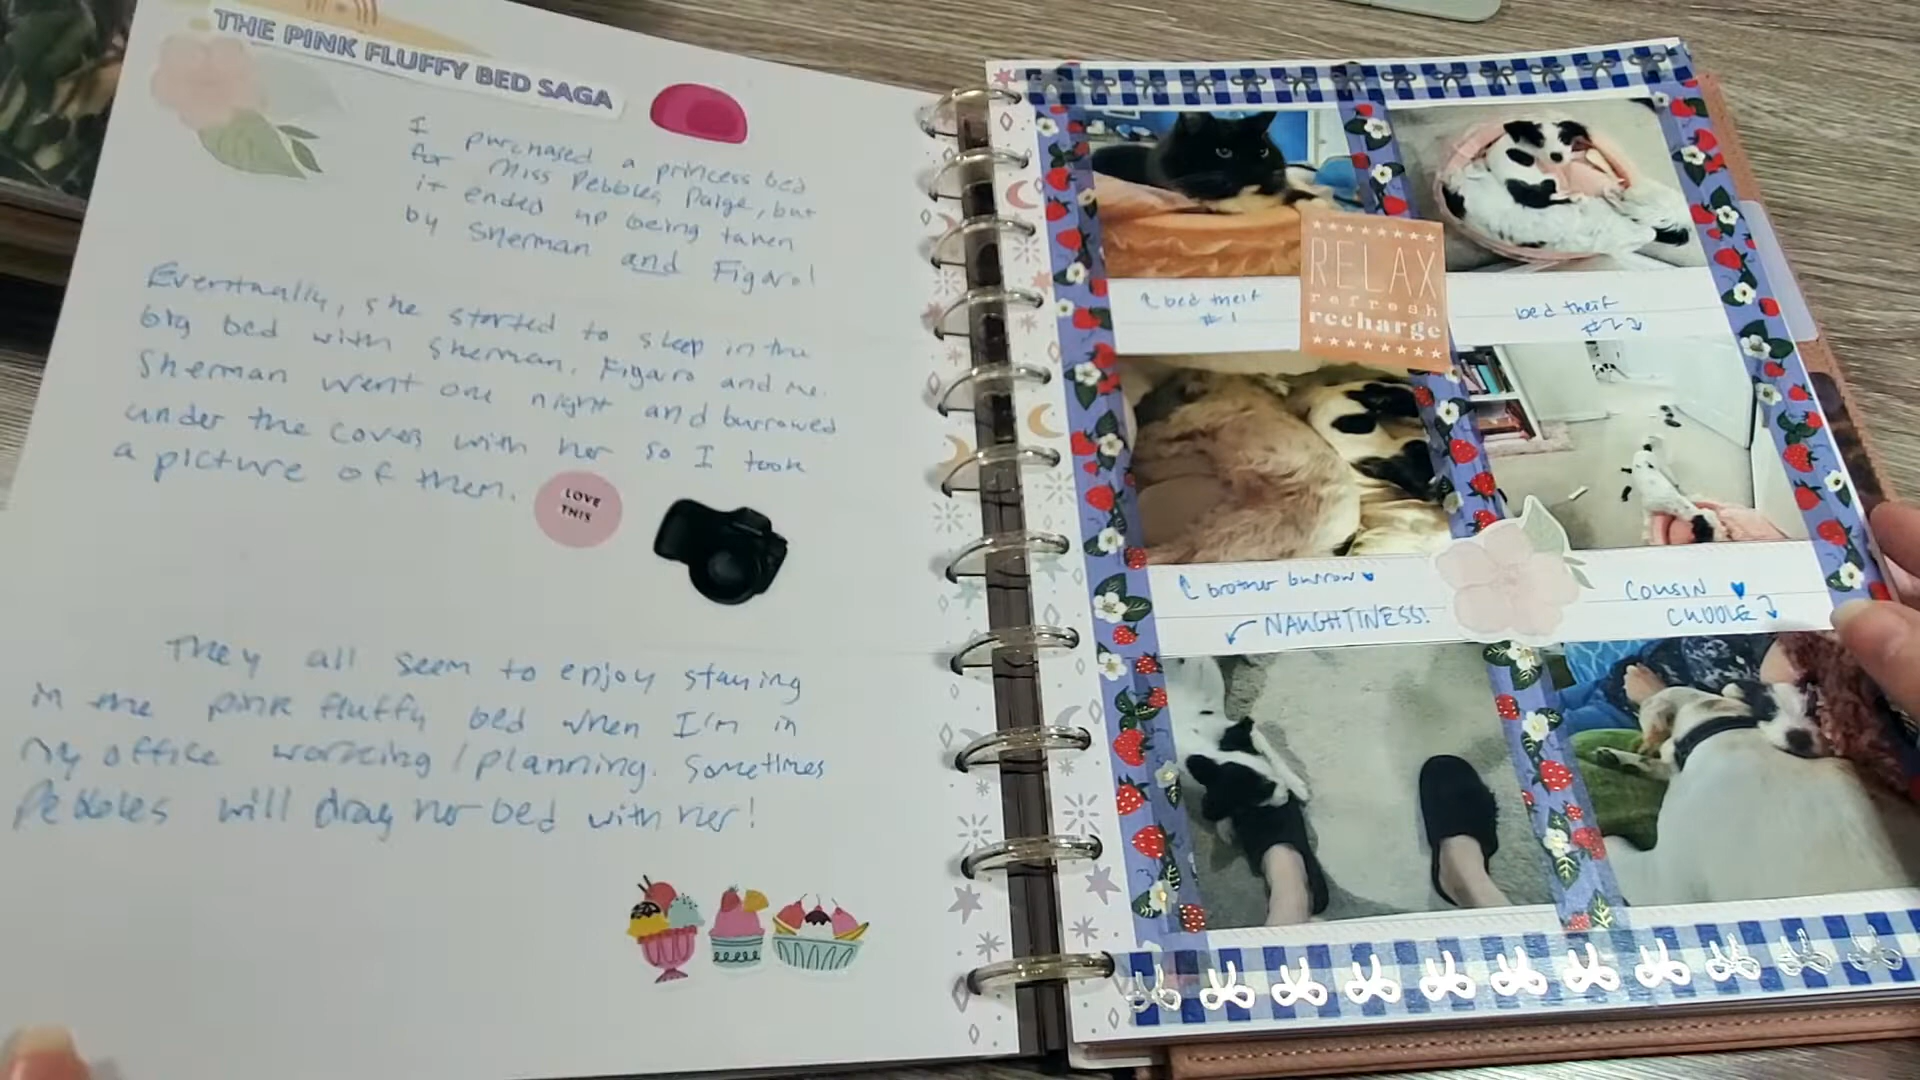 THE PINK FLUFFY BED SAGA
I purchased a princess bed
for Miss Pebbles Paige, but
it ended up being taken
by Sherman and Figaro!
Eventually, she started to sleep in the
big bed with Sherman, Figaro and me.
Sherman went one night and burrowed
under the covers with her so I took
a picture of them.
LOVE
THIS
They all seem to enjoy staying
in the pink fluffy bed when I'm in
my office working/planning. Sometimes
Pebbles will drag her bed with her!
RELAX
refresh
recharge
bed theif
#1
bed theif
#2
brother burrow
NAUGHTINESS!
COUSIN
CUDDLE